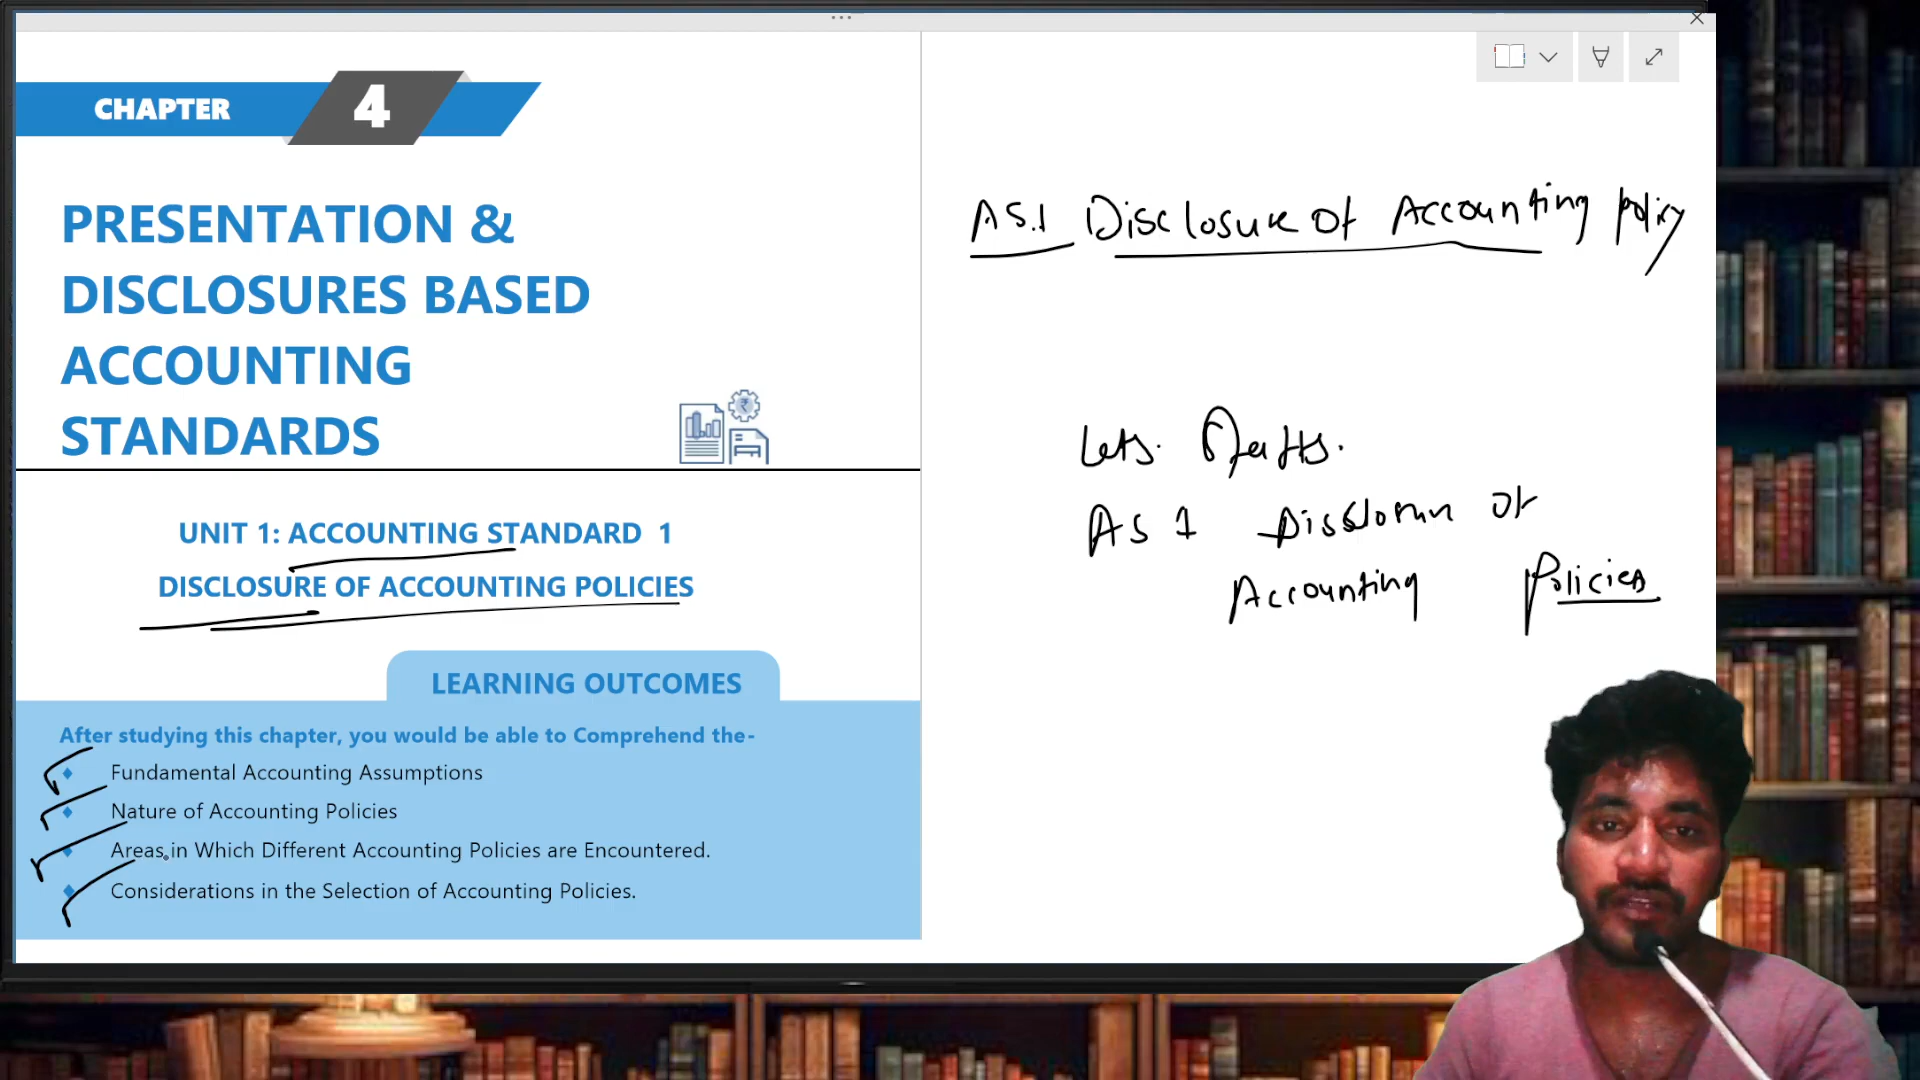 CHAPTER 4
PRESENTATION &
DISCLOSURES BASED
ACCOUNTING
STANDARDS
UNIT 1: ACCOUNTING STANDARD 1
DISCLOSURE OF ACCOUNTING POLICIES
LEARNING OUTCOMES
After studying this chapter, you would be able to Comprehend the-
Fundamental Accounting Assumptions
Nature of Accounting Policies
Areas in Which Different Accounting Policies are Encountered.
Considerations in the Selection of Accounting Policies.
AS.1 Disclosure of Accounting policy
Lets.
AS 1 Disclosure of
Accounting Policies